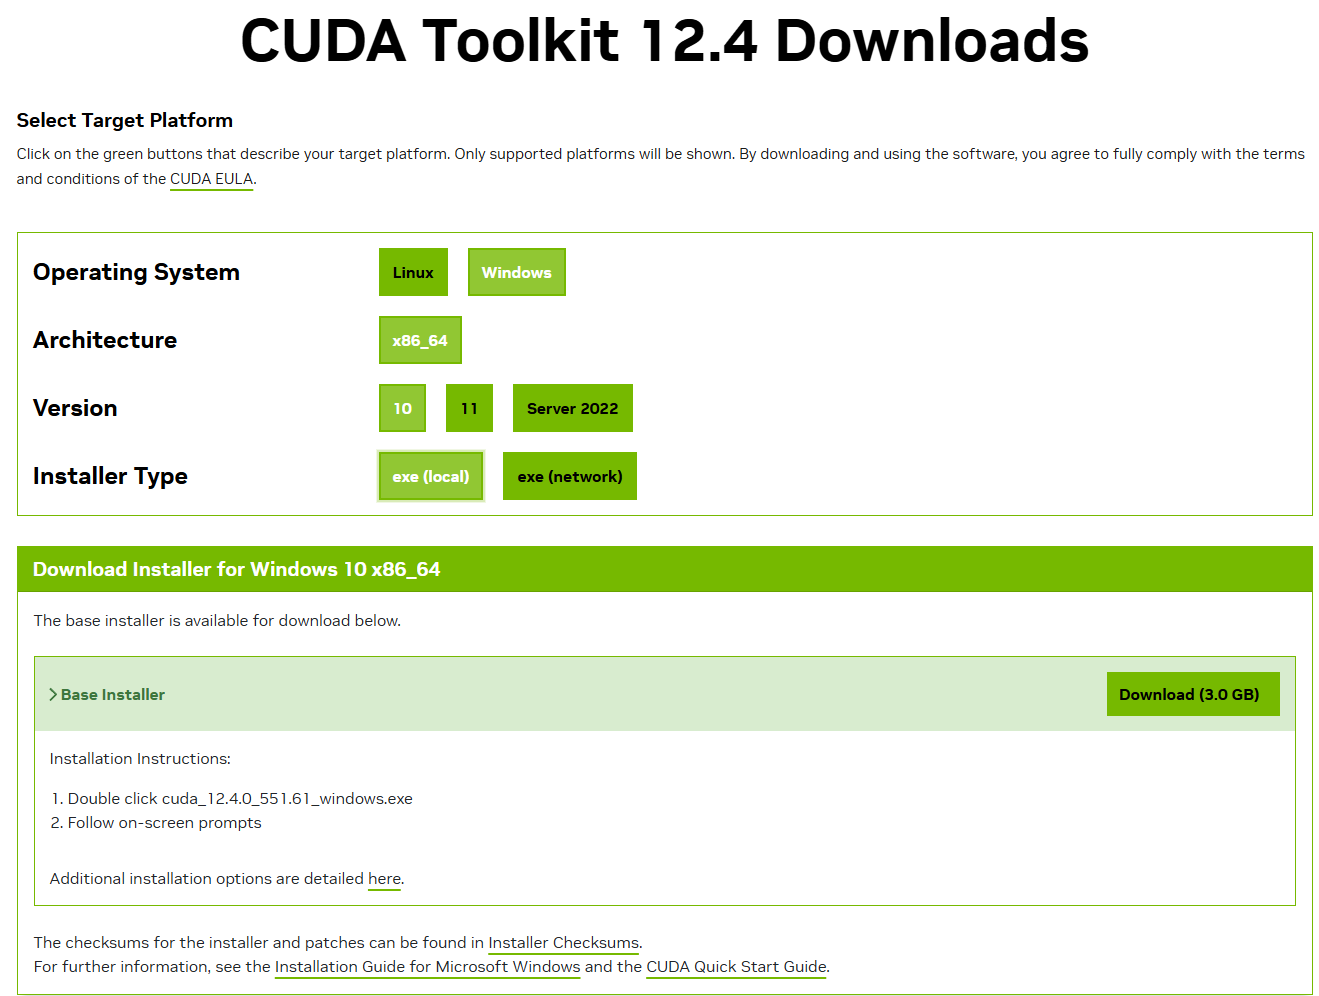 CUDA Toolkit 12.4 Downloads
Select Target Platform
Click on the green buttons that describe your target platform. Only supported platforms will be shown. By downloading and using the software, you agree to fully comply with the terms
and conditions of the CUDA EULA.
Operating System Linux Windows
Architecture x86_64
Version 10 11 Server 2022
Installer Type exe (local) exe (network)
Download Installer for Windows 10 x86_64
The base installer is available for download below.
Base Installer Download (3.0 GB)
Installation Instructions:
1. Double click cuda_12.4.0_551.61_windows.exe
2. Follow on-screen prompts
Additional installation options are detailed here.
The checksums for the installer and patches can be found in Installer Checksums.
For further information, see the Installation Guide for Microsoft Windows and the CUDA Quick Start Guide.